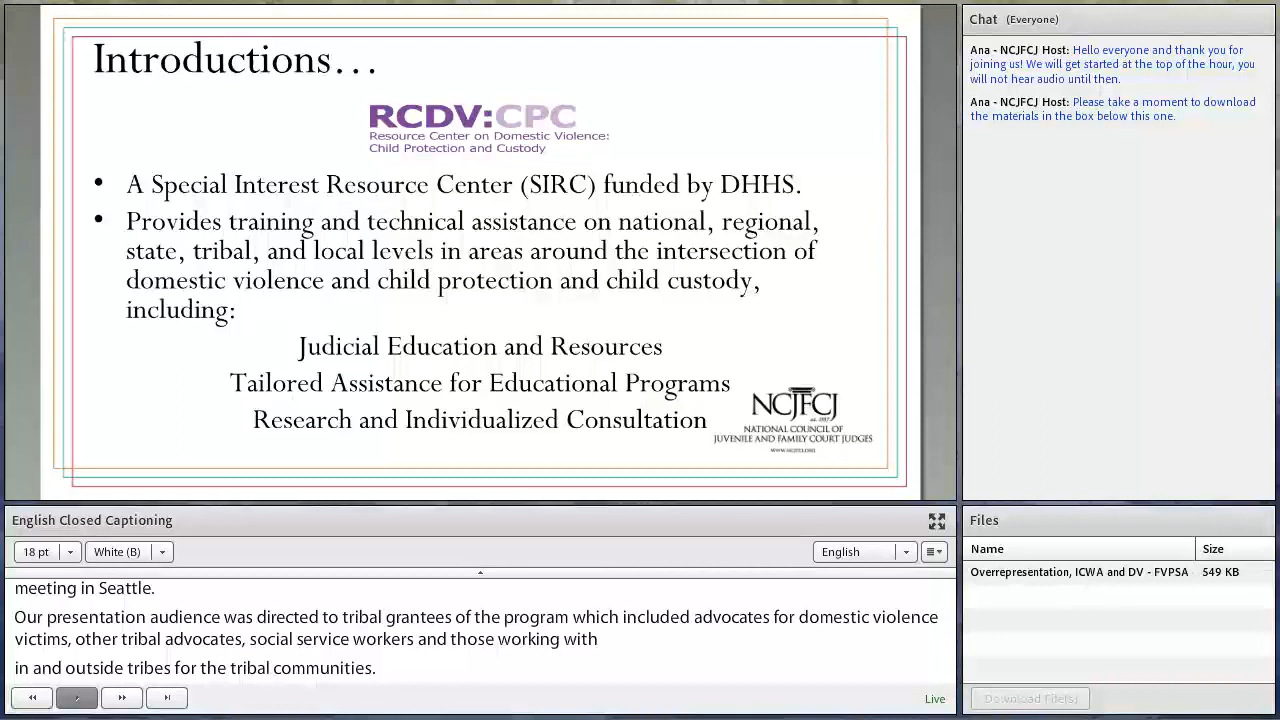 Introductions…
RCDV:CPC
Resource Center on Domestic Violence:
Child Protection and Custody
• A Special Interest Resource Center (SIRC) funded by DHHS.
• Provides training and technical assistance on national, regional,
state, tribal, and local levels in areas around the intersection of
domestic violence and child protection and child custody,
including:
Judicial Education and Resources
Tailored Assistance for Educational Programs
Research and Individualized Consultation
NCJFCJ
NATIONAL COUNCIL OF
JUVENILE AND FAMILY COURT JUDGES
WWW.NCJFCJ.ORG
Chat (Everyone)
Ana - NCJFCJ Host: Hello everyone and thank you for
joining us! We will get started at the top of the hour, you
will not hear audio until then.
Ana - NCJFCJ Host: Please take a moment to download
the materials in the box below this one.
English Closed Captioning
18 pt White (B) English
meeting in Seattle.
Our presentation audience was directed to tribal grantees of the program which included advocates for domestic violence
victims, other tribal advocates, social service workers and those working with
in and outside tribes for the tribal communities.
Live
Files
Name Size
Overrepresentation, ICWA and DV - FVPSA 549 KB
Download File(s)